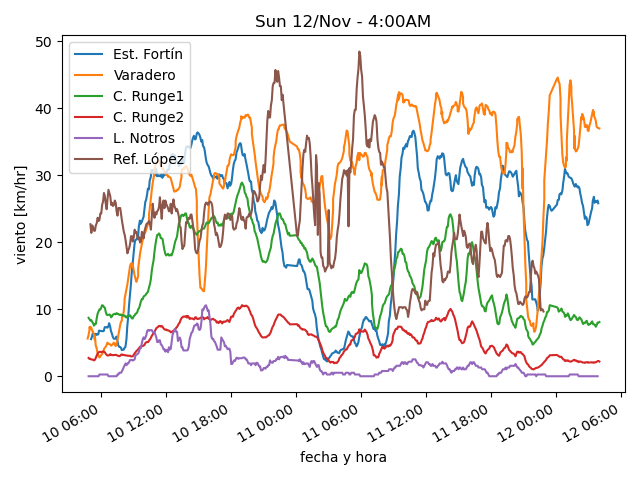 Sun 12/Nov - 4:00AM
Est. Fortín
Varadero
C. Runge1
C. Runge2
L. Notros
Ref. López
viento [km/hr]
50
40
30
20
10
0
10 06:00
10 12:00
10 18:00
11 00:00
11 06:00
11 12:00
11 18:00
12 00:00
12 06:00
fecha y hora